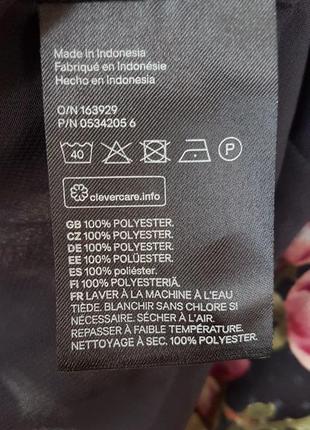 Made in Indonesia
Fabriqué en Indonésie
Hecho en Indonesia
O/N 163929
P/N 0534205 6
40 P
clevercare.info
GB 100% POLYESTER.
CZ 100% POLYESTER.
DE 100% POLYESTER.
EE 100% POLÜESTER.
ES 100% poliéster.
FI 100% POLYESTERIÄ.
FR LAVER À LA MACHINE À L'EAU
TIÈDE. BLANCHIR SANS CHLORE SI
NÉCESSAIRE. SÉCHER À L'AIR.
REPASSER À FAIBLE TEMPÉRATURE.
NETTOYAGE À SEC. 100% POLYESTER.